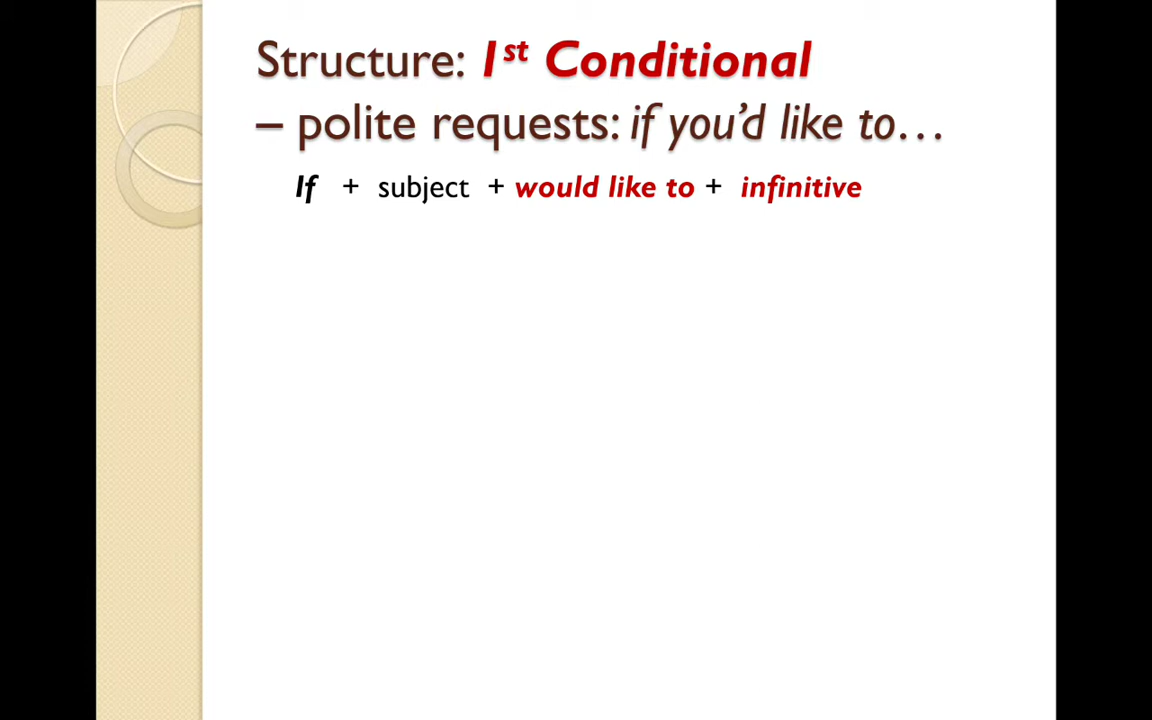 Structure: 1st Conditional
– polite requests: if you’d like to…
If + subject + would like to + infinitive